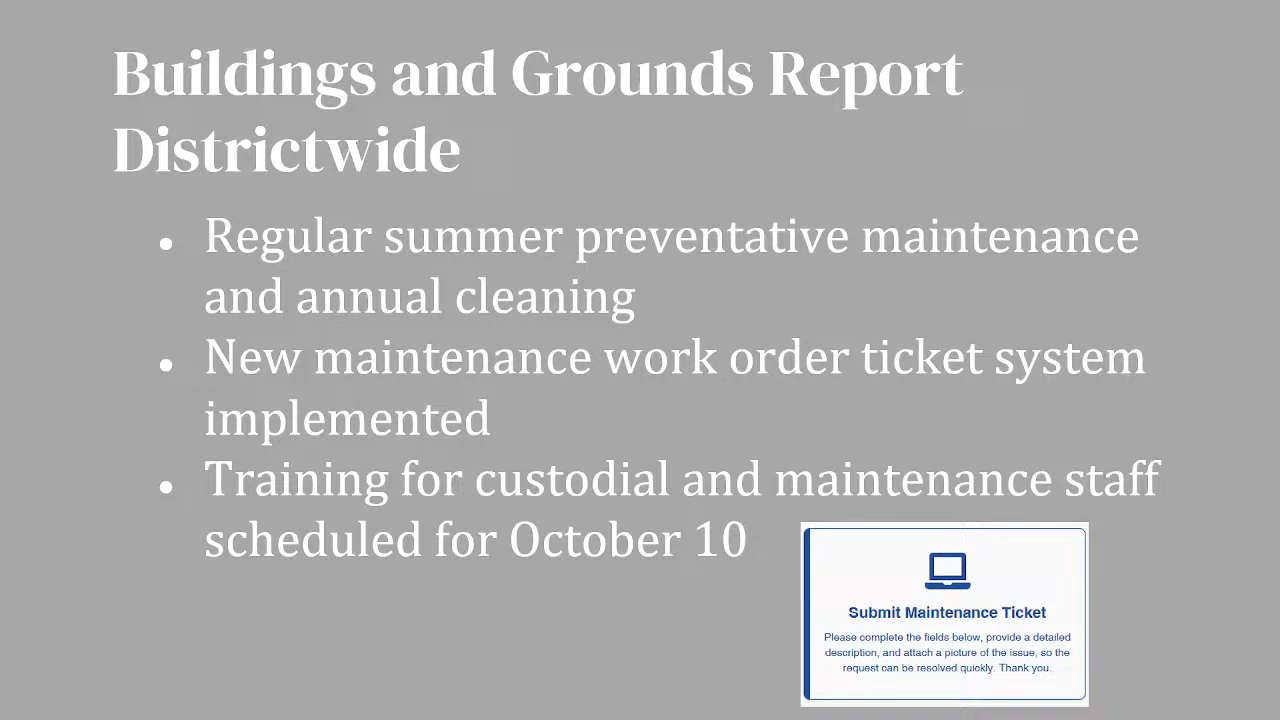 Buildings and Grounds Report
Districtwide
• Regular summer preventative maintenance
and annual cleaning
• New maintenance work order ticket system
implemented
• Training for custodial and maintenance staff
scheduled for October 10
Submit Maintenance Ticket
Please complete the fields below, provide a detailed
description, and attach a picture of the issue, so the
request can be resolved quickly. Thank you.